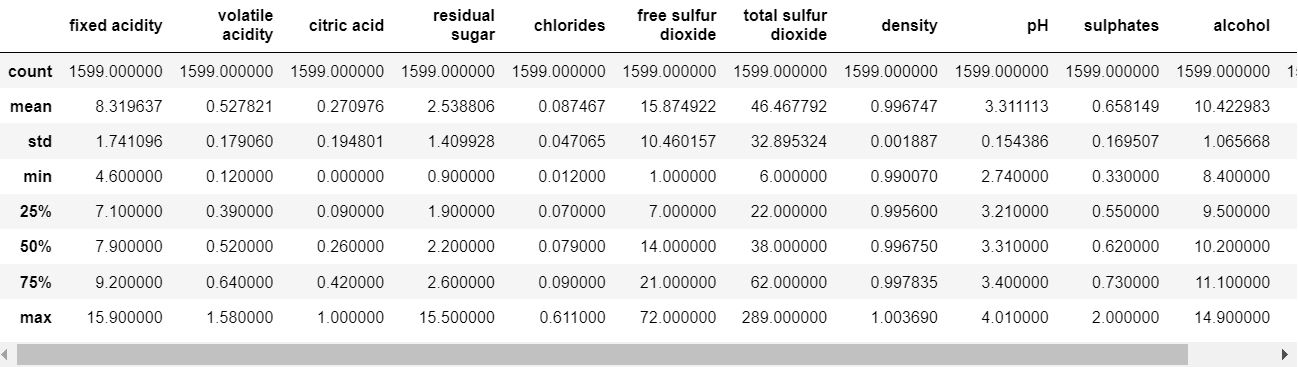 fixed acidity volatile acidity citric acid residual sugar chlorides free sulfur dioxide total sulfur dioxide density pH sulphates alcohol
count 1599.000000 1599.000000 1599.000000 1599.000000 1599.000000 1599.000000 1599.000000 1599.000000 1599.000000 1599.000000 1599.000000
mean 8.319637 0.527821 0.270976 2.538806 0.087467 15.874922 46.467792 0.996747 3.311113 0.658149 10.422983
std 1.741096 0.179060 0.194801 1.409928 0.047065 10.460157 32.895324 0.001887 0.154386 0.169507 1.065668
min 4.600000 0.120000 0.000000 0.900000 0.012000 1.000000 6.000000 0.990070 2.740000 0.330000 8.400000
25% 7.100000 0.390000 0.090000 1.900000 0.070000 7.000000 22.000000 0.995600 3.210000 0.550000 9.500000
50% 7.900000 0.520000 0.260000 2.200000 0.079000 14.000000 38.000000 0.996750 3.310000 0.620000 10.200000
75% 9.200000 0.640000 0.420000 2.600000 0.090000 21.000000 62.000000 0.997835 3.400000 0.730000 11.100000
max 15.900000 1.580000 1.000000 15.500000 0.611000 72.000000 289.000000 1.003690 4.010000 2.000000 14.900000